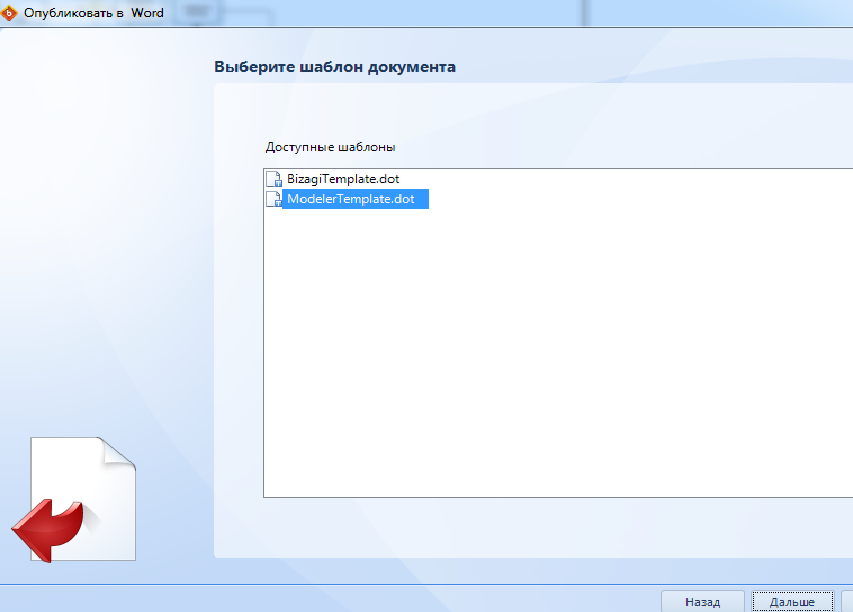 Опубликовать в Word
Выберите шаблон документа
Доступные шаблоны
BizagiTemplate.dot
ModelerTemplate.dot
Назад
Дальше